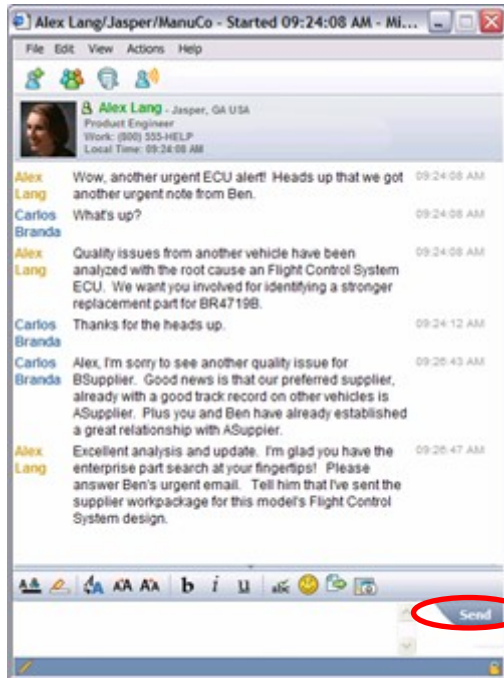 Alex Lang/Jasper/ManuCo - Started 09:24:08 AM - Mi...
File Edit View Actions Help
Alex Lang - Jasper, GA USA
Product Engineer
Work: (800) 555-HELP
Local Time: 09:24:08 AM
Alex Lang Wow, another urgent ECU alert! Heads up that we got 09:24:08 AM
another urgent note from Ben.
Carlos Branda What's up? 09:24:08 AM
Alex Lang Quality issues from another vehicle have been 09:24:08 AM
analyzed with the root cause an Flight Control System
ECU. We want you involved for identifying a stronger
replacement part for BR4719B.
Carlos Branda Thanks for the heads up. 09:24:12 AM
Carlos Branda Alex, I'm sorry to see another quality issue for 09:26:43 AM
BSupplier. Good news is that our preferred supplier,
already with a good track record on other vehicles is
ASupplier. Plus you and Ben have already established
a great relationship with ASuppier.
Alex Lang Excellent analysis and update. I'm glad you have the 09:26:47 AM
enterprise part search at your fingertips! Please
answer Ben's urgent email. Tell him that I've sent the
supplier workpackage for this model's Flight Control
System design.
b i u abc
Send